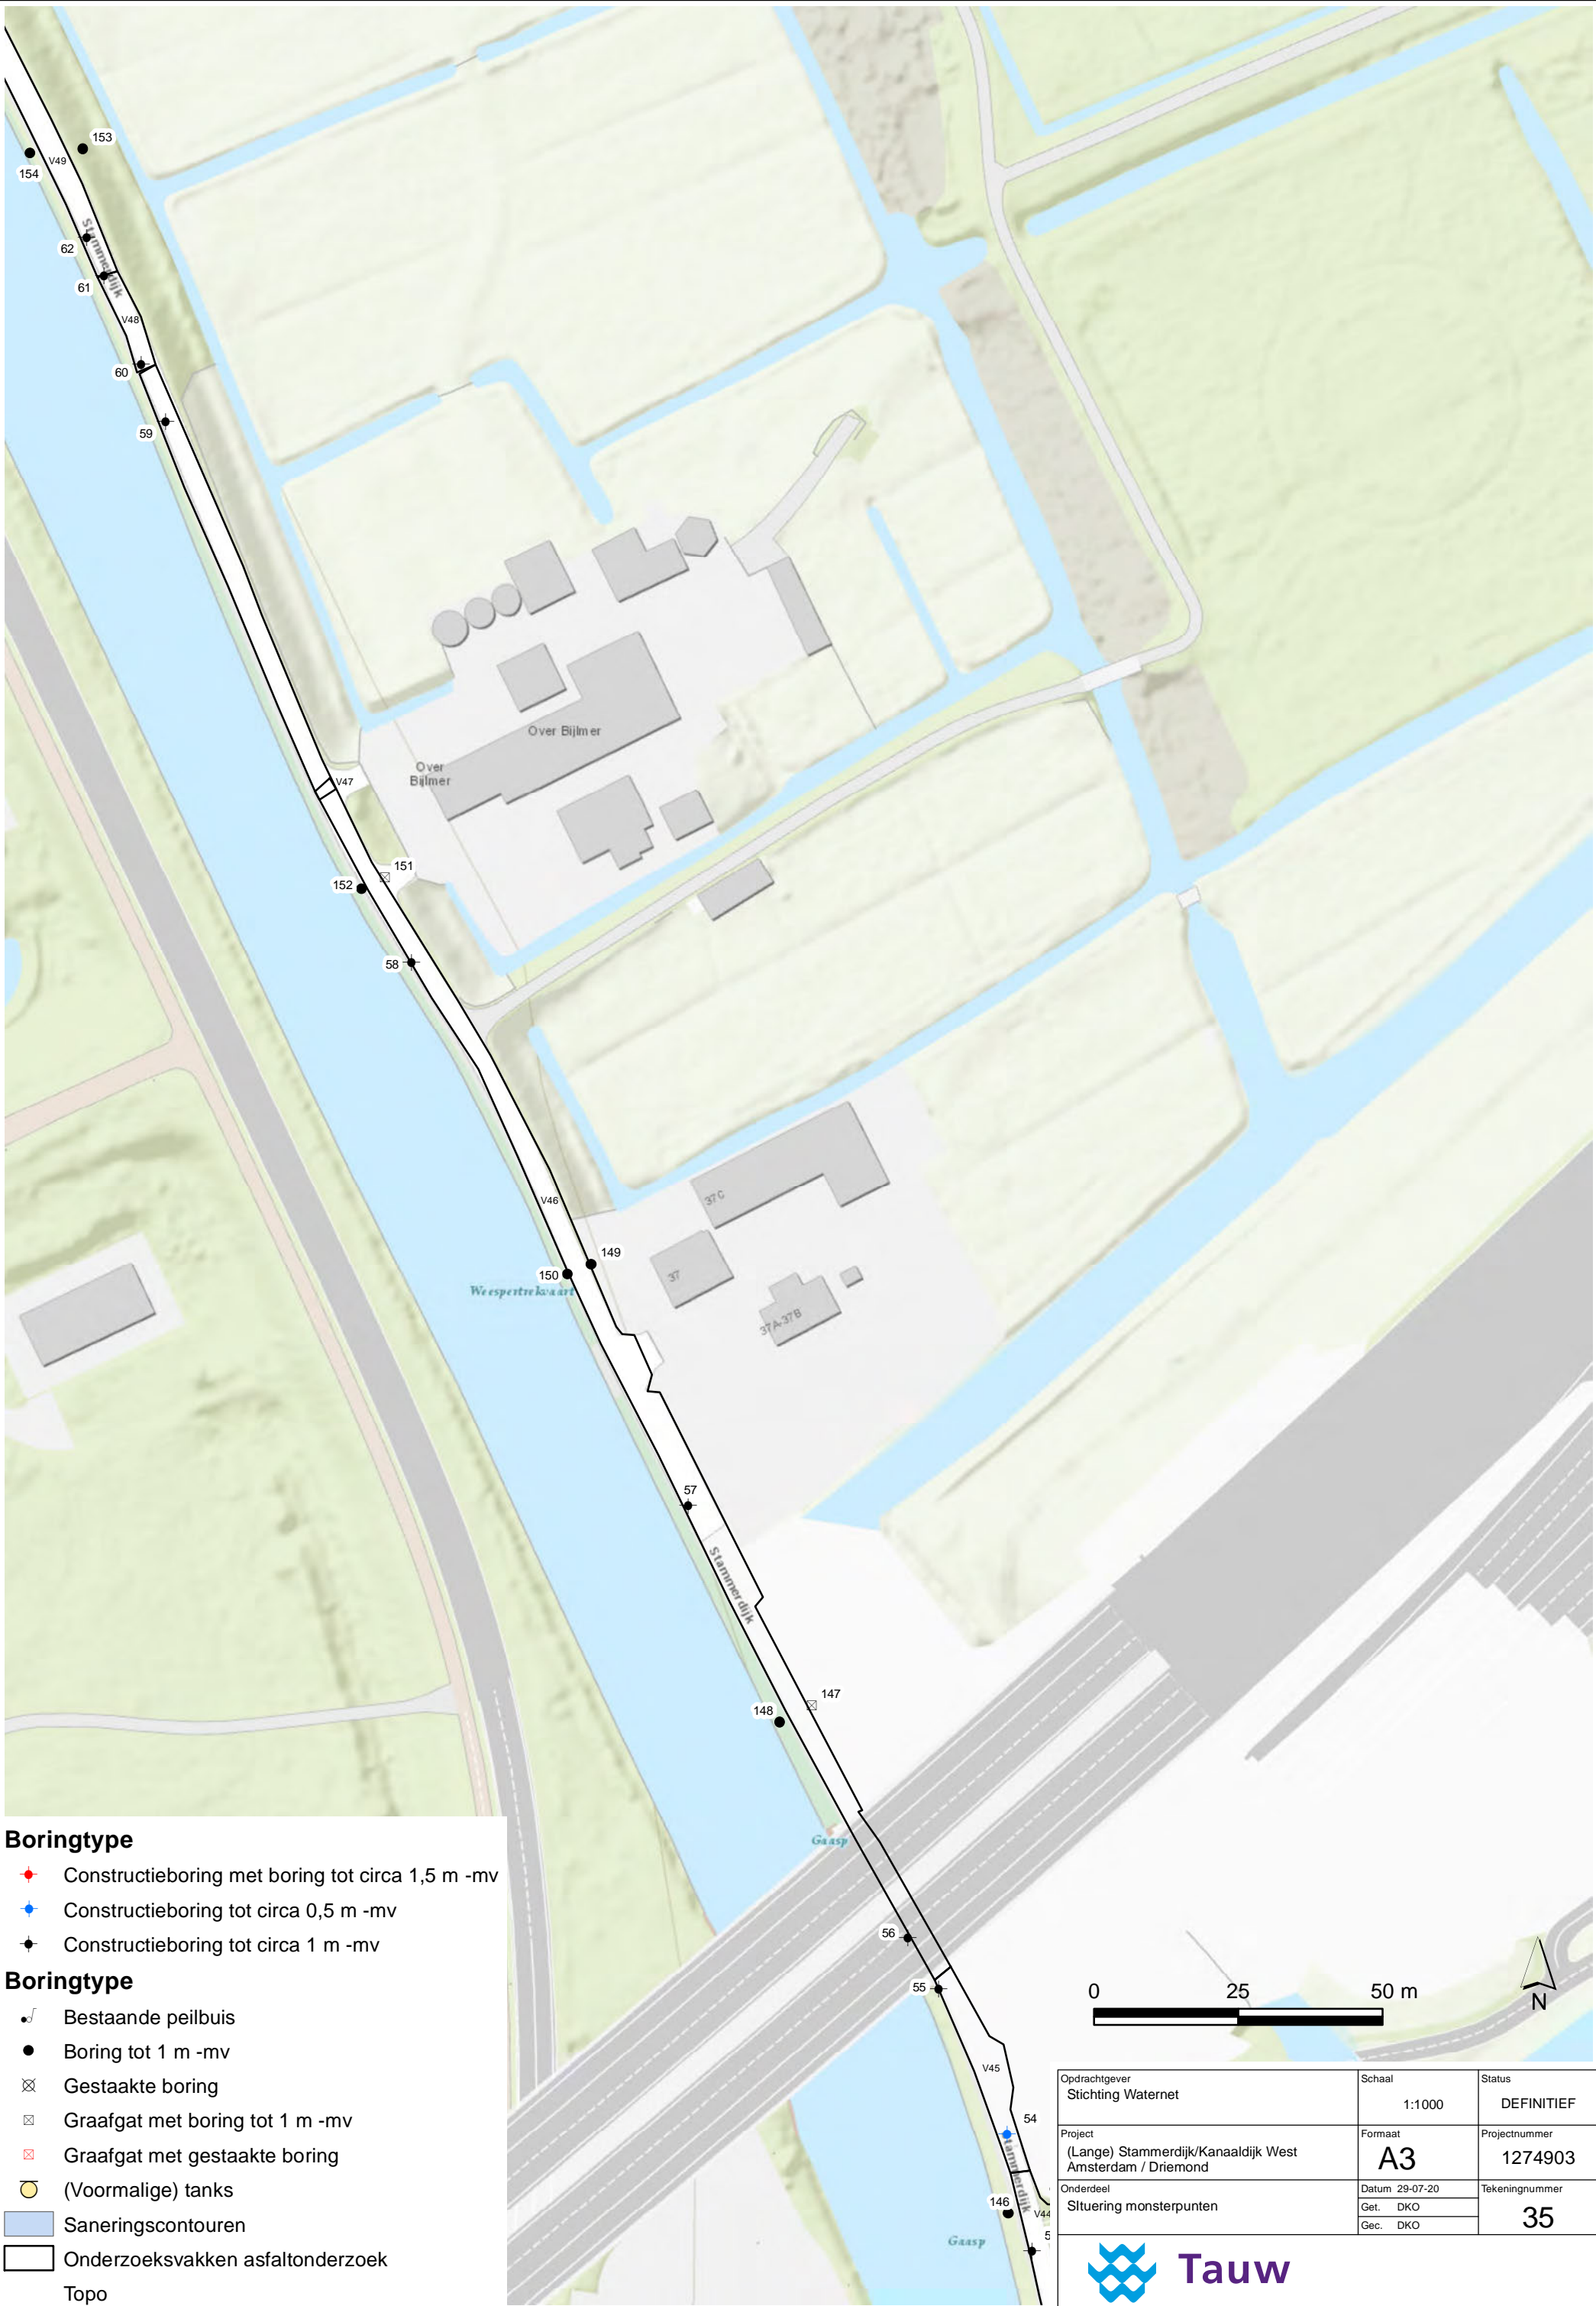 153
V49
154
Stammerdijk
62
61
V48
60
59
Over Bijlmer
Over
Bijlmer
V47
151
152
58
37C
V46
149
37
150
Weespertrekvaart
37A-37B
57
Stammerdijk
147
148
Gaasp
56
55
V45
54
146
V44
5
Gaasp
Boringtype
Constructieboring met boring tot circa 1,5 m -mv
Constructieboring tot circa 0,5 m -mv
Constructieboring tot circa 1 m -mv
Boringtype
Bestaande peilbuis
Boring tot 1 m -mv
Gestaakte boring
Graafgat met boring tot 1 m -mv
Graafgat met gestaakte boring
(Voormalige) tanks
Saneringscontouren
Onderzoeksvakken asfaltonderzoek
Topo
0 25 50 m
N
Opdrachtgever
Stichting Waternet
Schaal
1:1000
Status
DEFINITIEF
Project
(Lange) Stammerdijk/Kanaaldijk West
Amsterdam / Driemond
Formaat
A3
Projectnummer
1274903
Onderdeel
SItuering monsterpunten
Datum 29-07-20
Get. DKO
Gec. DKO
Tekeningnummer
35
Tauw